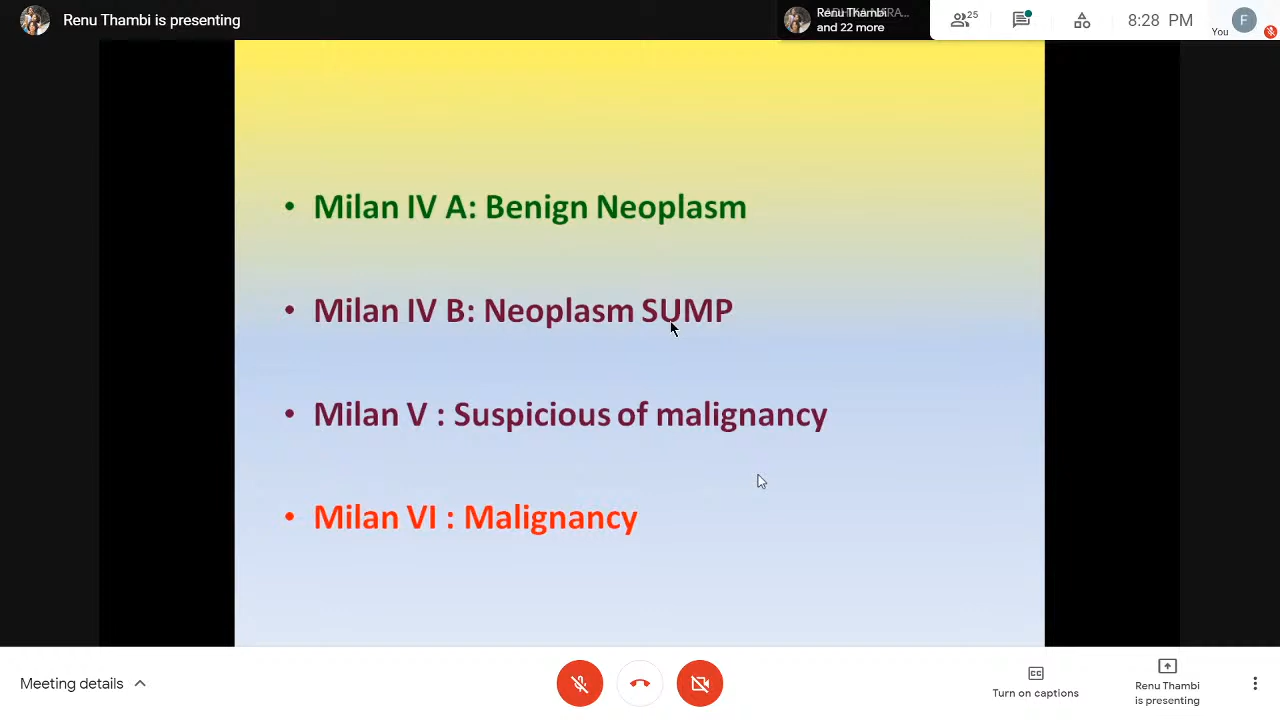 Renu Thambi is presenting
Renu Thambi
and 22 more
25
8:28 PM
You
F
• Milan IV A: Benign Neoplasm
• Milan IV B: Neoplasm SUMP
• Milan V : Suspicious of malignancy
• Milan VI : Malignancy
Meeting details
CC
Turn on captions
Renu Thambi
is presenting